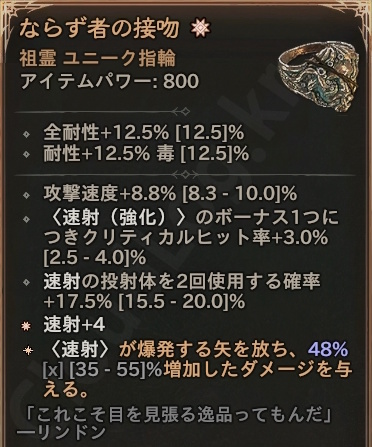 ならず者の接吻
祖霊 ユニーク指輪
アイテムパワー: 800
全耐性+12.5% [12.5]%
耐性+12.5% 毒 [12.5]%
攻撃速度+8.8% [8.3 - 10.0]%
〈速射（強化）〉のボーナス1つに
つきクリティカルヒット率+3.0%
[2.5 - 4.0]%
速射の投射体を2回使用する確率
+17.5% [15.5 - 20.0]%
速射+4
〈速射〉が爆発する矢を放ち、48%
[x] [35 - 55]%増加したダメージを与
える。
「これこそ目を見張る逸品ってもんだ」
―リンドン